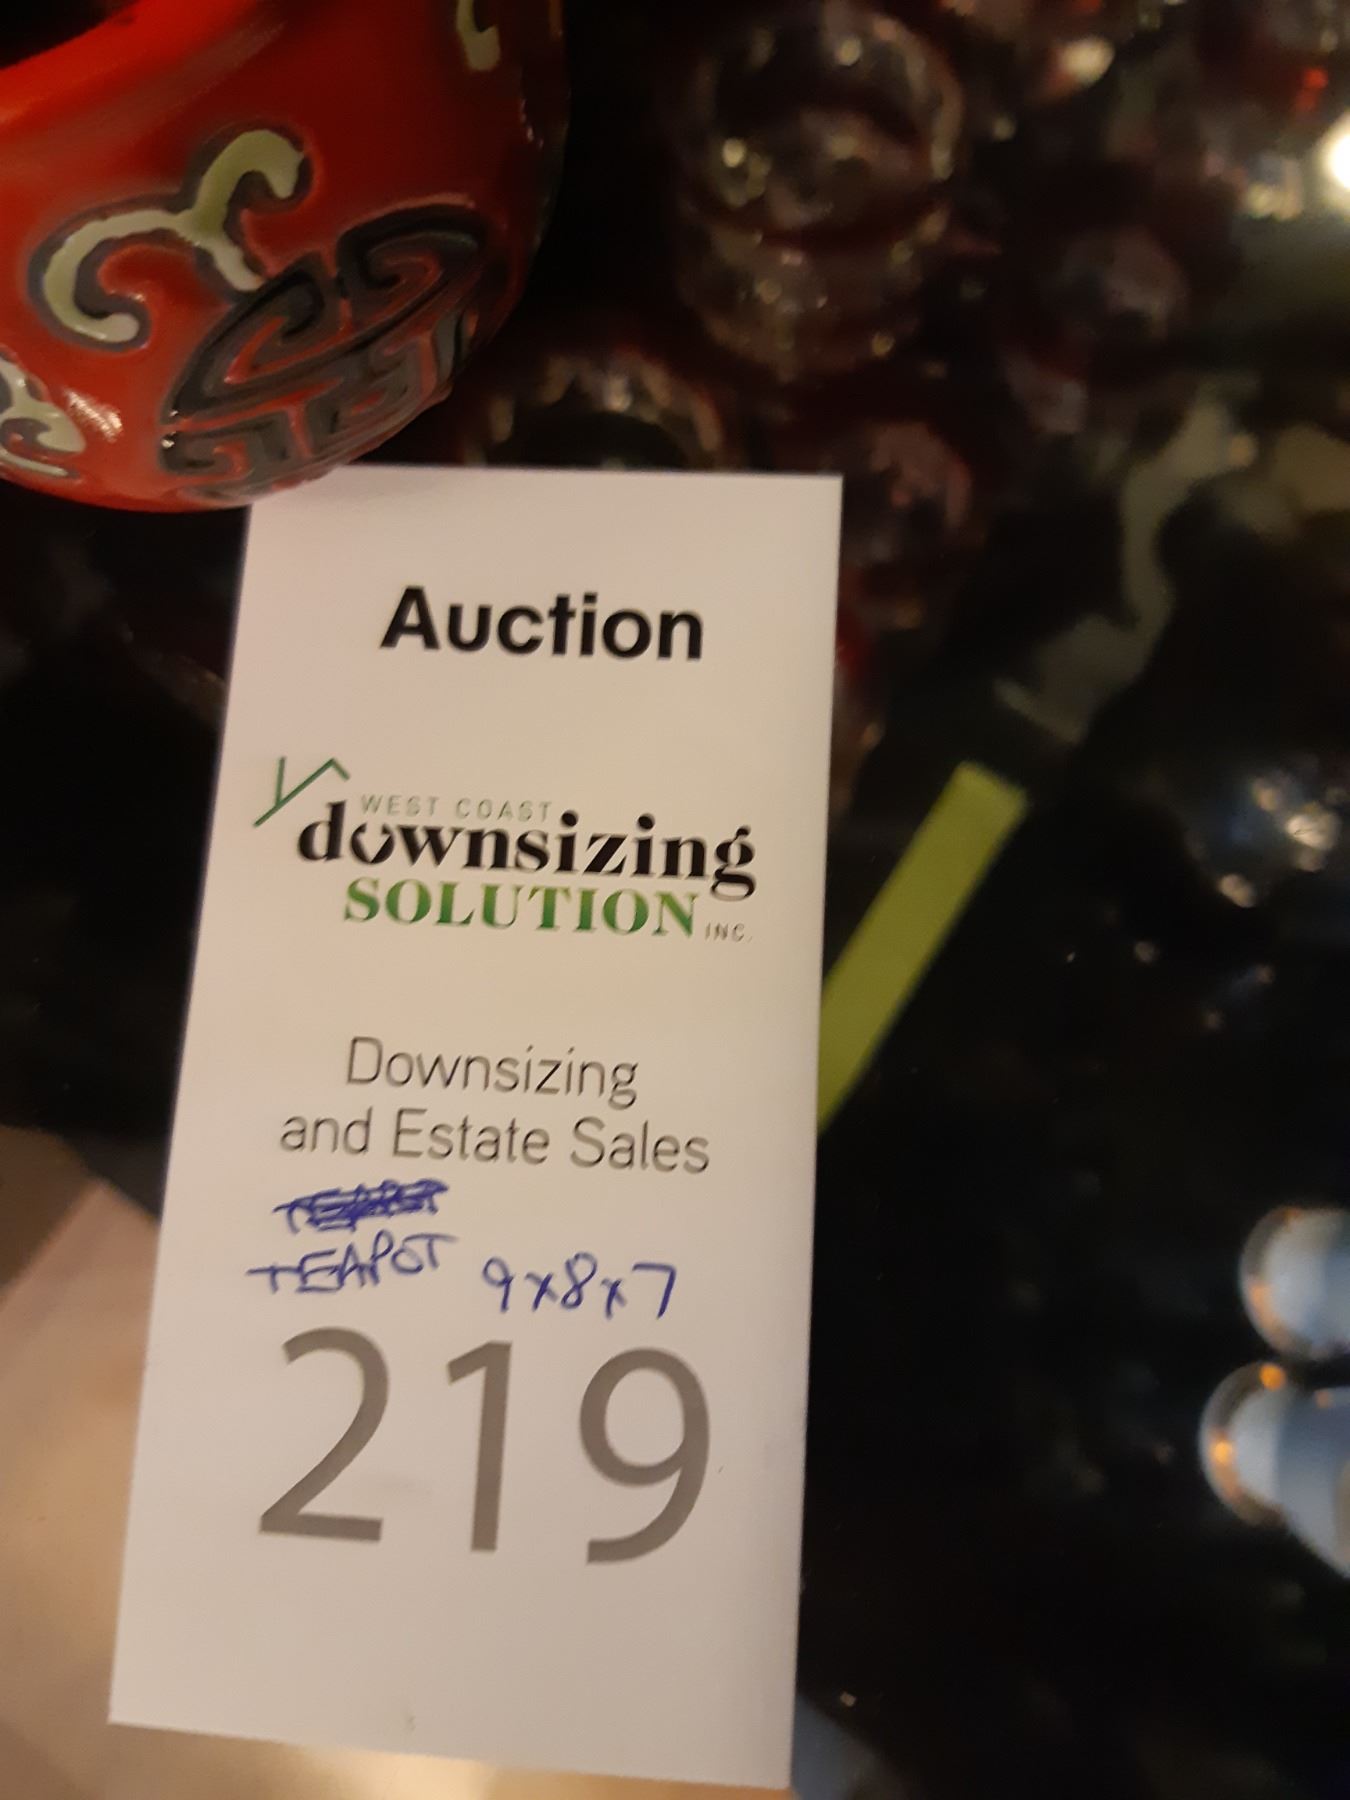 Auction
WEST COAST
downsizing
SOLUTION INC.
Downsizing
and Estate Sales
TEAPOT 9x8x7
219